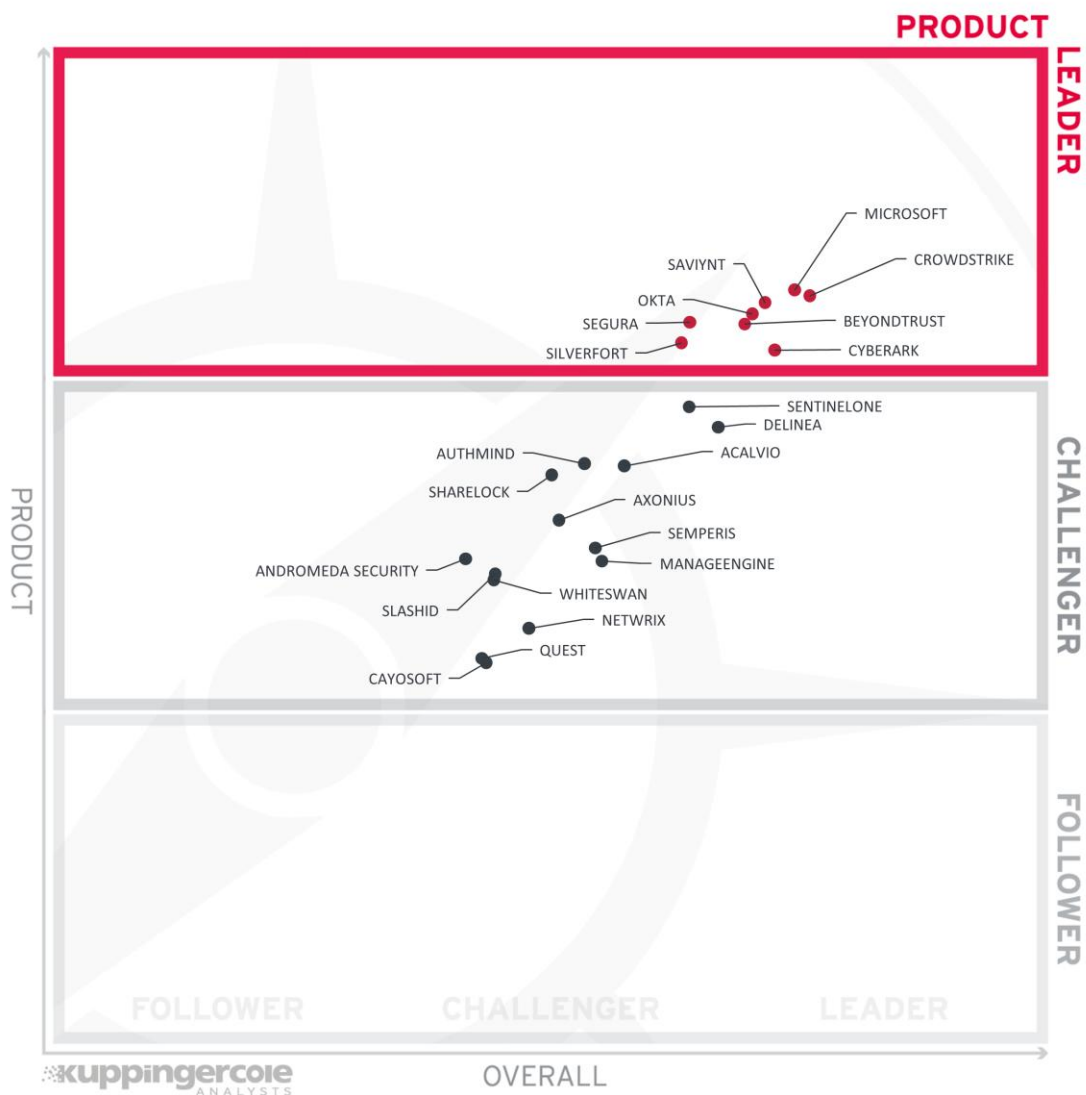 PRODUCT
LEADER
MICROSOFT
SAVIYNT
CROWDSTRIKE
OKTA
SEGURA
BEYONDTRUST
SILVERFORT
CYBERARK
SENTINELONE
DELINEA
AUTHMIND
ACALVIO
SHARELOCK
AXONIUS
SEMPERIS
MANAGEENGINE
ANDROMEDA SECURITY
WHITESWAN
SLASHID
NETWRIX
QUEST
CAYOSOFT
CHALLENGER
PRODUCT
FOLLOWER
FOLLOWER CHALLENGER LEADER
OVERALL
kuppingercole
ANALYSTS